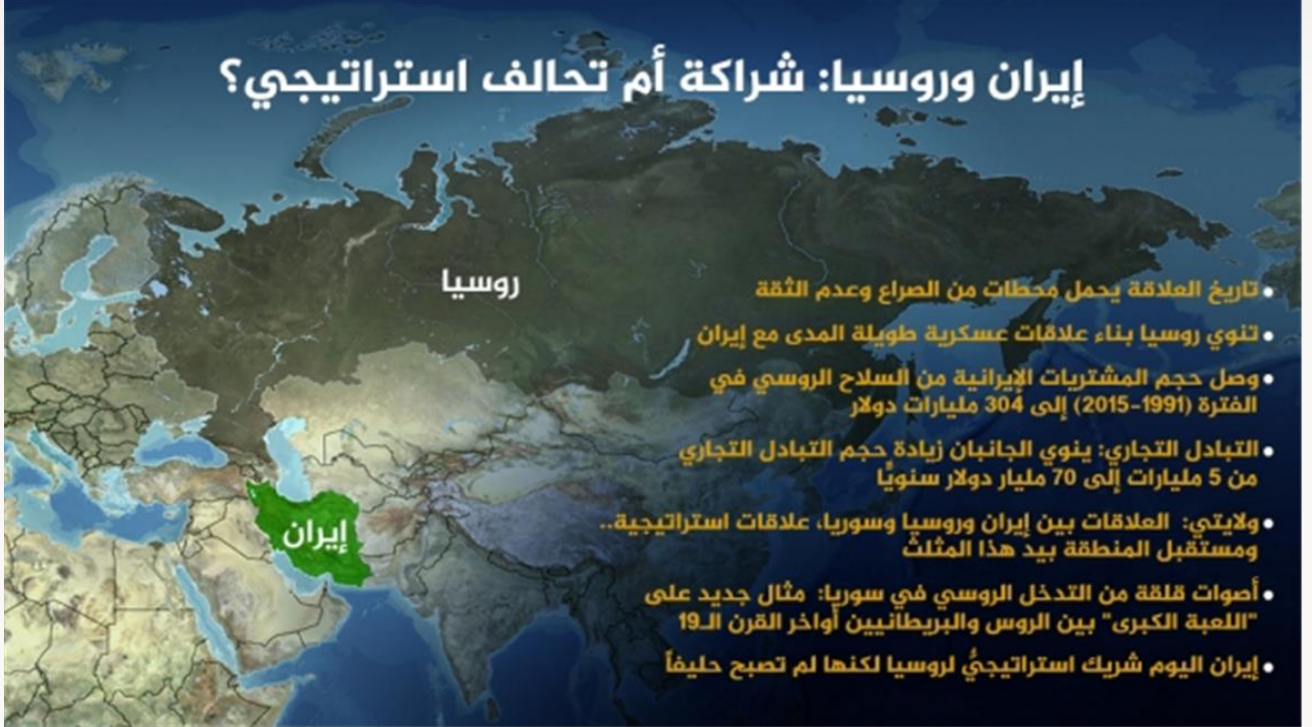 إيران وروسيا: شراكة أم تحالف استراتيجي؟
روسيا
• تاريخ العلاقة يحمل محطات من الصراع وعدم الثقة
• تنوي روسيا بناء علاقات عسكرية طويلة المدى مع إيران
• وصل حجم المشتريات الإيرانية من السلاح الروسي في
الفترة (1991-2015) إلى 304 مليارات دولار
• التبادل التجاري: ينوي الجانبان زيادة حجم التبادل التجاري
من 5 مليارات إلى 70 مليار دولار سنويًّا
إيران
• ولايتي: العلاقات بين إيران وروسيا وسوريا، علاقات استراتيجية..
ومستقبل المنطقة بيد هذا المثلث
• أصوات قلقة من التدخل الروسي في سوريا: مثال جديد على
"اللعبة الكبرى" بين الروس والبريطانيين أواخر القرن الـ19
• إيران اليوم شريك استراتيجيٌّ لروسيا لكنها لم تصبح حليفاً